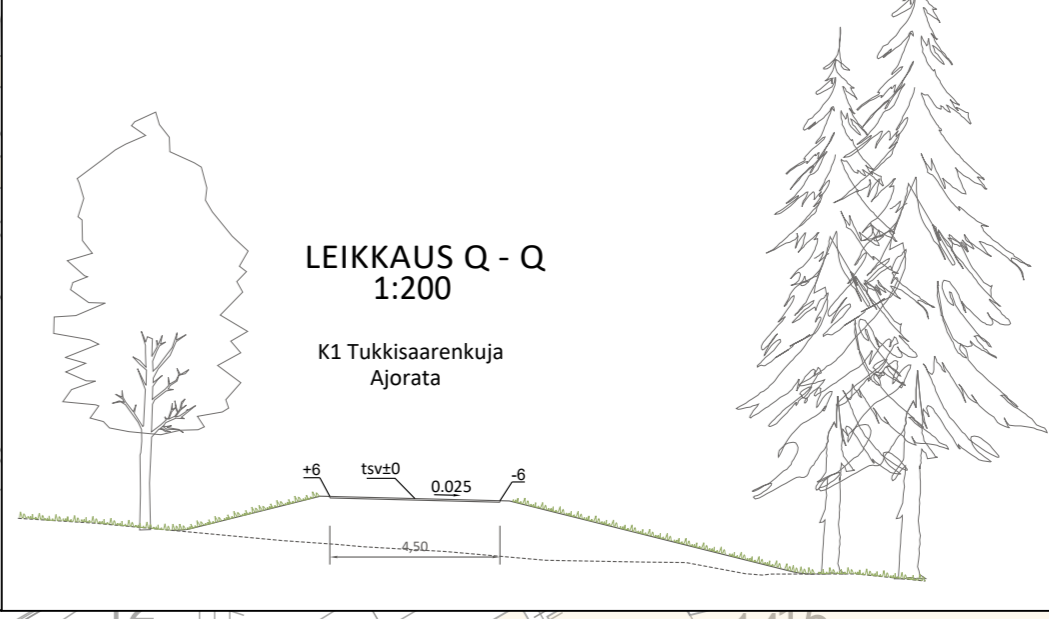 LEIKKAUS Q - Q
1:200
K1 Tukkisaarenkuja
Ajorata
+6 tsv±0 0.025 -6
4,50